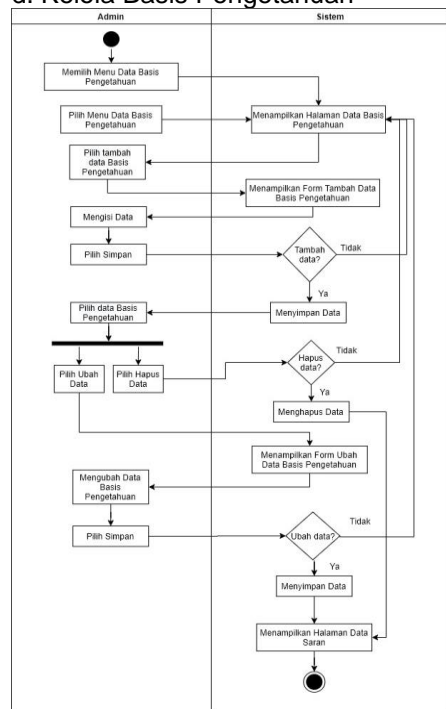 d. Kelola Basis Pengetahuan
Admin
Sistem
Memilih Menu Data Basis
Pengetahuan
Pilih Menu Data Basis
Pengetahuan
Menampilkan Halaman Data Basis
Pengetahuan
Pilih tambah
data Basis
Pengetahuan
Menampilkan Form Tambah Data
Basis Pengetahuan
Mengisi Data
Pilih Simpan
Tambah
data?
Tidak
Ya
Menyimpan Data
Pilih data Basis
Pengetahuan
Pilih Ubah
Data
Pilih Hapus
Data
Hapus
data?
Tidak
Ya
Menghapus Data
Menampilkan Form Ubah
Data Basis Pengetahuan
Mengubah Data
Basis
Pengetahuan
Pilih Simpan
Ubah data?
Tidak
Ya
Menyimpan Data
Menampilkan Halaman Data
Saran